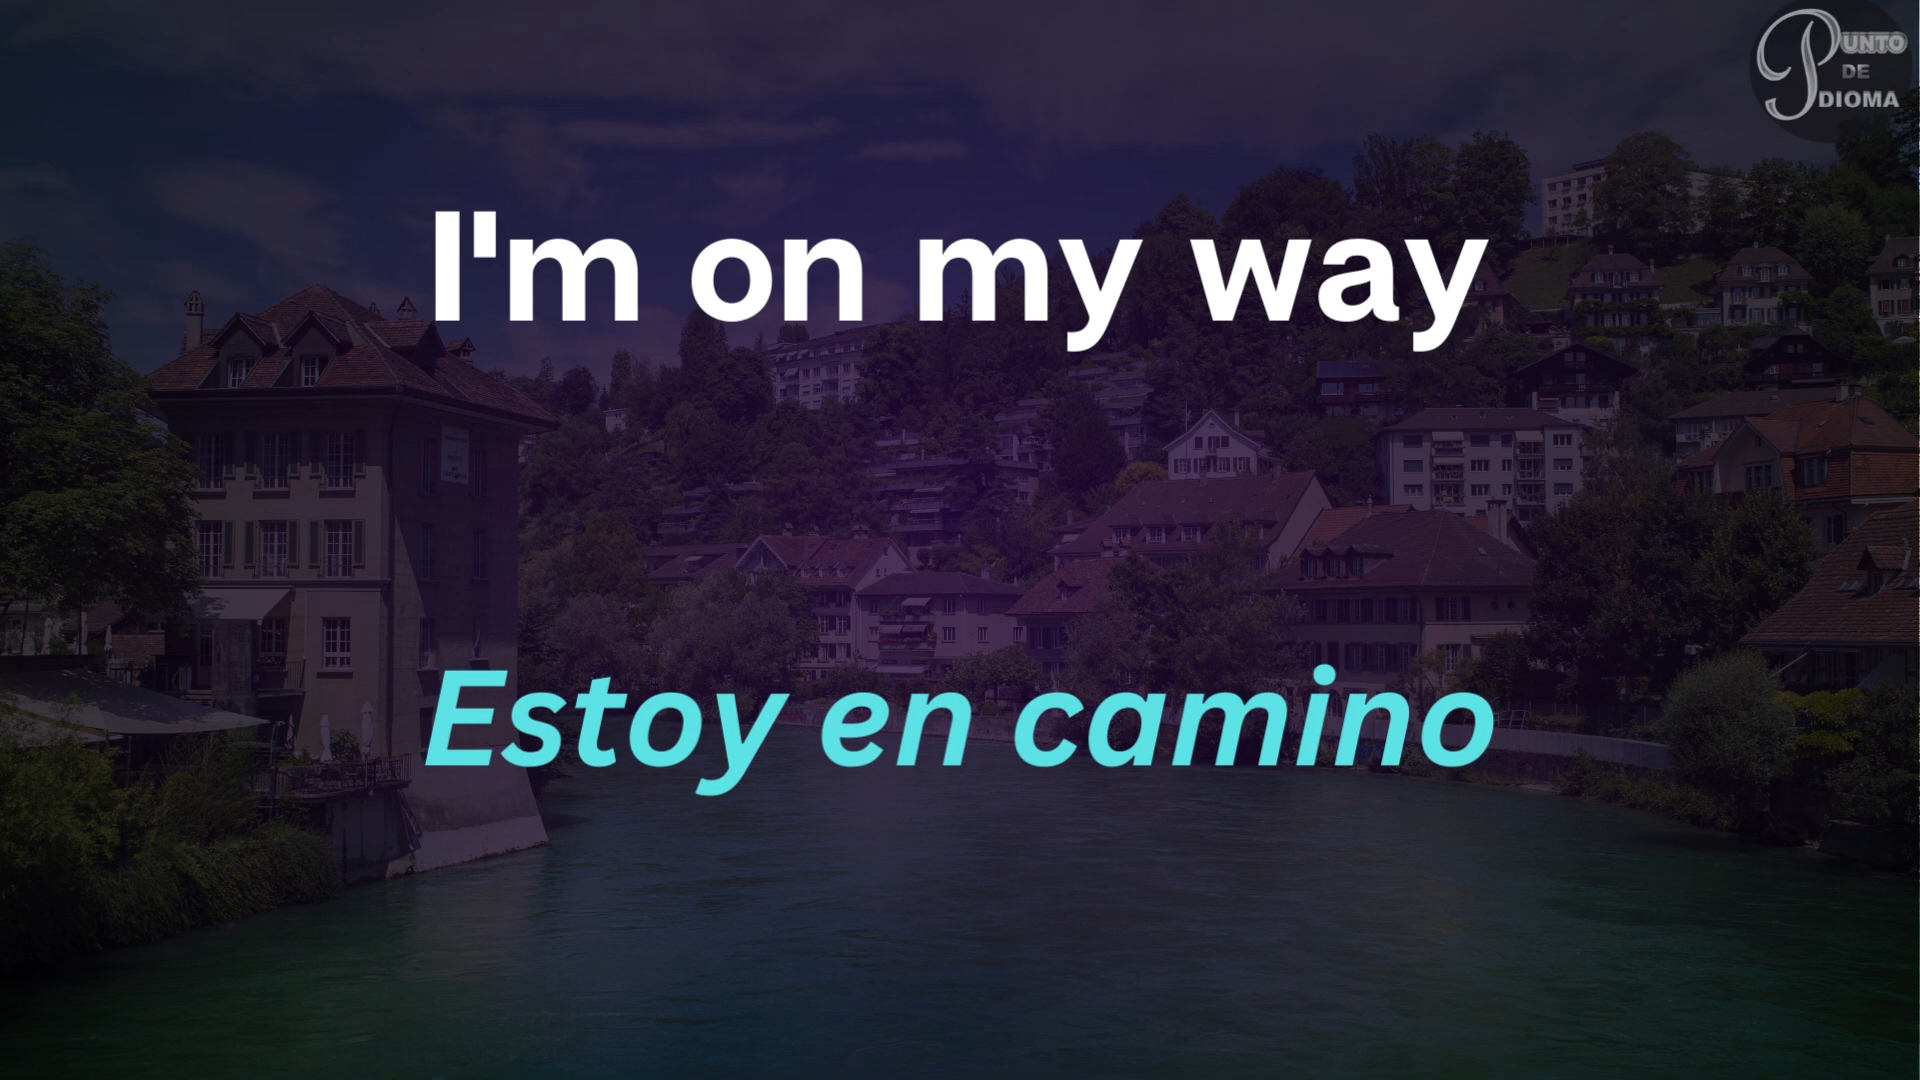 PUNTO
DE
IDIOMA
I'm on my way
Estoy en camino